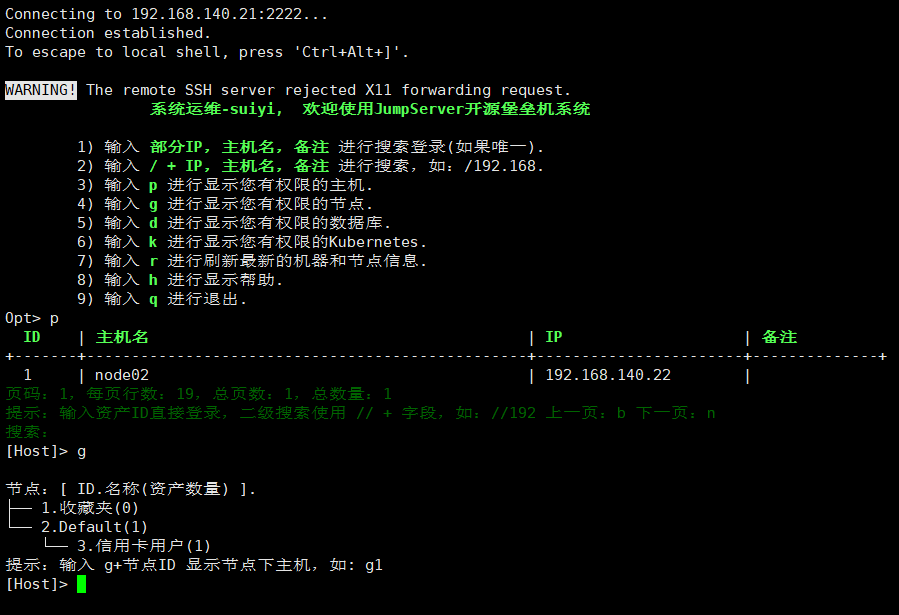 Connecting to 192.168.140.21:2222...
Connection established.
To escape to local shell, press 'Ctrl+Alt+]'.
WARNING! The remote SSH server rejected X11 forwarding request.
系统运维-suiyi, 欢迎使用JumpServer开源堡垒机系统
1) 输入 部分IP, 主机名, 备注 进行搜索登录(如果唯一).
2) 输入 / + IP, 主机名, 备注 进行搜索, 如: /192.168.
3) 输入 p 进行显示您有权限的主机.
4) 输入 g 进行显示您有权限的节点.
5) 输入 d 进行显示您有权限的数据库.
6) 输入 k 进行显示您有权限的Kubernetes.
7) 输入 r 进行刷新最新的机器和节点信息.
8) 输入 h 进行显示帮助.
9) 输入 q 进行退出.
Opt> p
ID | 主机名 | IP | 备注
+-------+-------------------------------------------------+------------------------+--------------+
1 | node02 | 192.168.140.22 |
页码: 1, 每页行数: 19, 总页数: 1, 总数量: 1
提示: 输入资产ID直接登录, 二级搜索使用 // + 字段, 如: //192 上一页: b 下一页: n
搜索:
[Host]> g
节点: [ ID.名称(资产数量) ].
├── 1.收藏夹(0)
└── 2.Default(1)
    └── 3.信用卡用户(1)
提示: 输入 g+节点ID 显示节点下主机, 如: g1
[Host]>